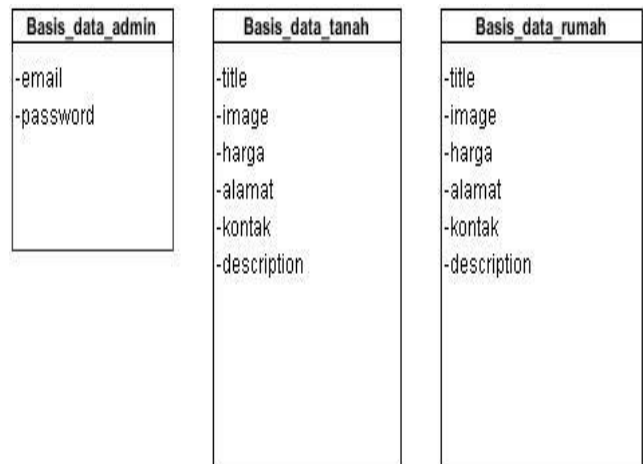 Basis_data_admin
-email
-password
Basis_data_tanah
-title
-image
-harga
-alamat
-kontak
-description
Basis_data_rumah
-title
-image
-harga
-alamat
-kontak
-description